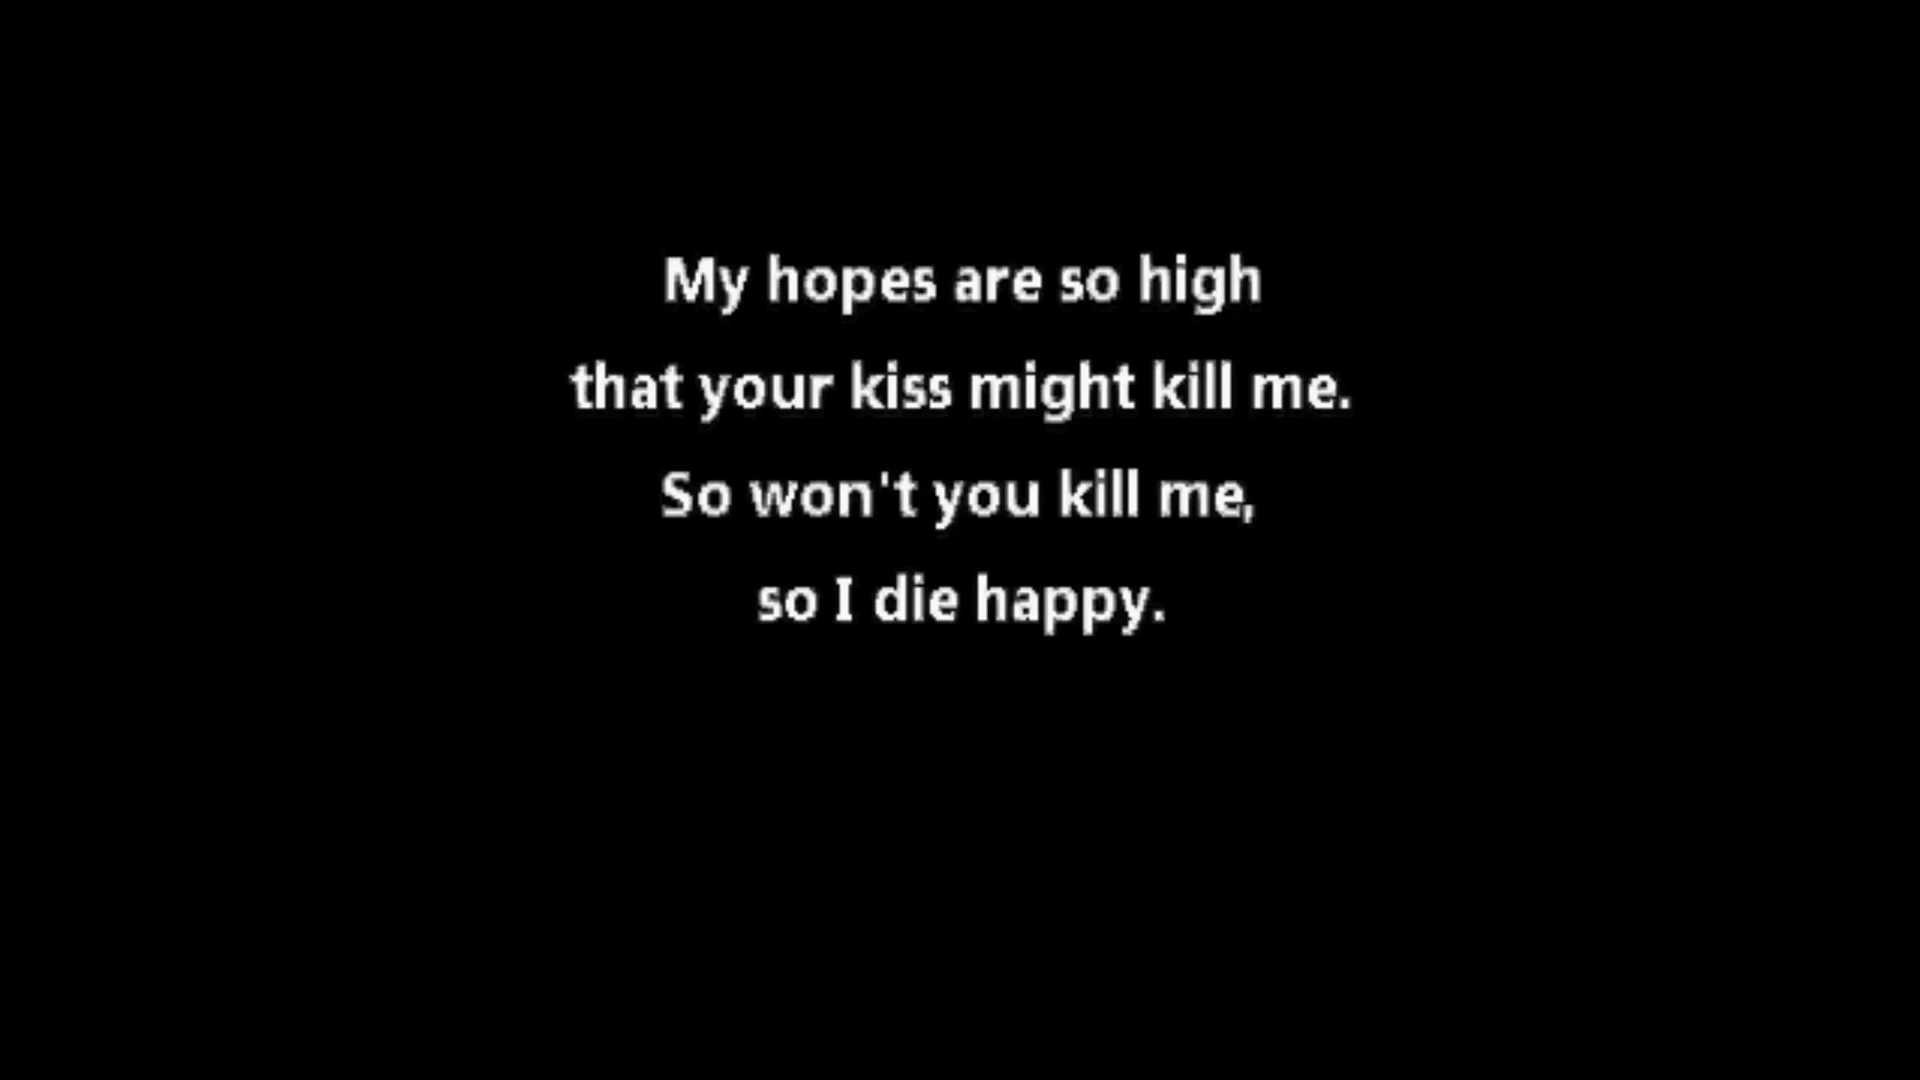 My hopes are so high
that your kiss might kill me.
So won't you kill me,
so I die happy.